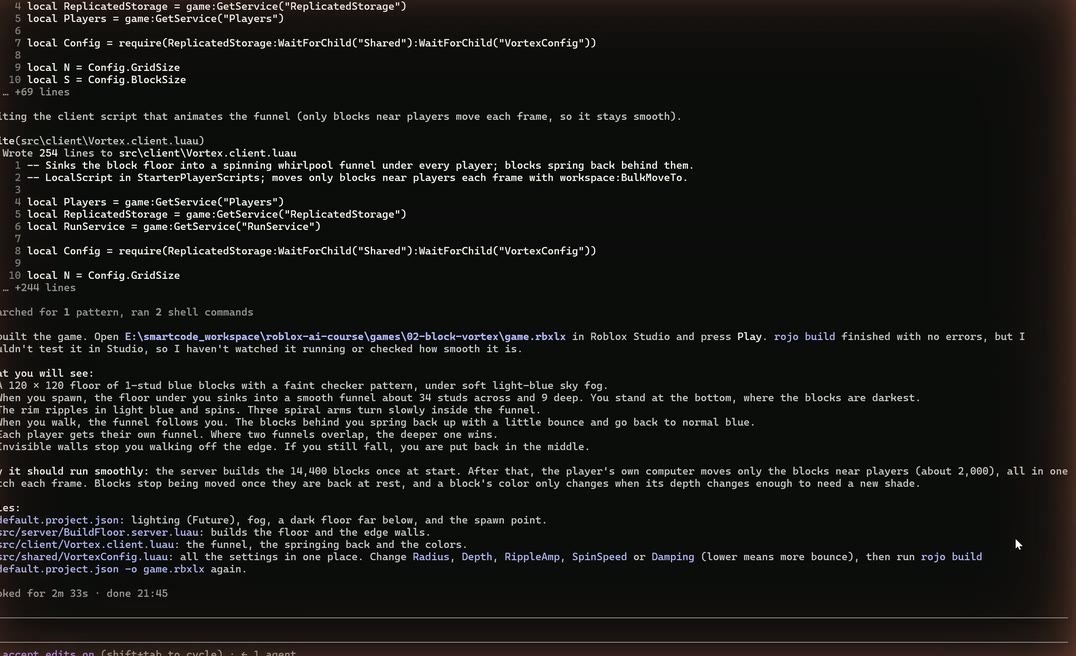 4 local ReplicatedStorage = game:GetService("ReplicatedStorage")
5 local Players = game:GetService("Players")
6
7 local Config = require(ReplicatedStorage:WaitForChild("Shared"):WaitForChild("VortexConfig"))
8
9 local N = Config.GridSize
10 local S = Config.BlockSize
… +69 lines
iting the client script that animates the funnel (only blocks near players move each frame, so it stays smooth).
ite(src\client\Vortex.client.luau)
Wrote 254 lines to src\client\Vortex.client.luau
1 -- Sinks the block floor into a spinning whirlpool funnel under every player; blocks spring back behind them.
2 -- LocalScript in StarterPlayerScripts; moves only blocks near players each frame with workspace:BulkMoveTo.
3
4 local Players = game:GetService("Players")
5 local ReplicatedStorage = game:GetService("ReplicatedStorage")
6 local RunService = game:GetService("RunService")
7
8 local Config = require(ReplicatedStorage:WaitForChild("Shared"):WaitForChild("VortexConfig"))
9
10 local N = Config.GridSize
… +244 lines
arched for 1 pattern, ran 2 shell commands
built the game. Open E:\smartcode_workspace\roblox-ai-course\games\02-block-vortex\game.rbxlx in Roblox Studio and press Play. rojo build finished with no errors, but I
uldn't test it in Studio, so I haven't watched it running or checked how smooth it is.
at you will see:
A 120 × 120 floor of 1-stud blue blocks with a faint checker pattern, under soft light-blue sky fog.
When you spawn, the floor under you sinks into a smooth funnel about 34 studs across and 9 deep. You stand at the bottom, where the blocks are darkest.
The rim ripples in light blue and spins. Three spiral arms turn slowly inside the funnel.
When you walk, the funnel follows you. The blocks behind you spring back up with a little bounce and go back to normal blue.
Each player gets their own funnel. Where two funnels overlap, the deeper one wins.
Invisible walls stop you walking off the edge. If you still fall, you are put back in the middle.
y it should run smoothly: the server builds the 14,400 blocks once at start. After that, the player's own computer moves only the blocks near players (about 2,000), all in one
tch each frame. Blocks stop being moved once they are back at rest, and a block's color only changes when its depth changes enough to need a new shade.
les:
default.project.json: lighting (Future), fog, a dark floor far below, and the spawn point.
src/server/BuildFloor.server.luau: builds the floor and the edge walls.
src/client/Vortex.client.luau: the funnel, the springing back and the colors.
src/shared/VortexConfig.luau: all the settings in one place. Change Radius, Depth, RippleAmp, SpinSpeed or Damping (lower means more bounce), then run rojo build
default.project.json -o game.rbxlx again.
oked for 2m 33s · done 21:45
accept edits on (shift+tab to cycle) · ← 1 agent